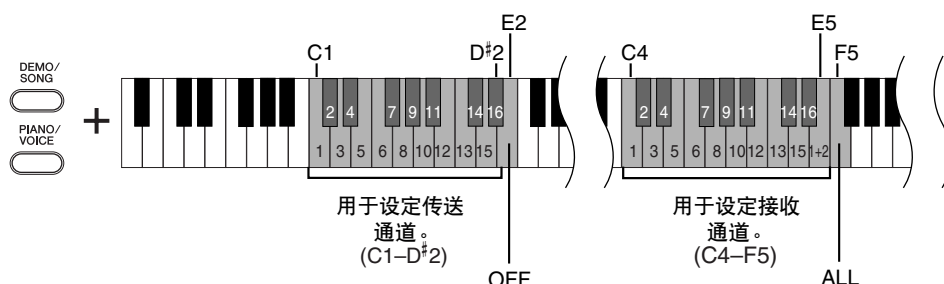 DEMO/
SONG
PIANO/
VOICE
+
C1
D#2
E2
C4
E5
F5
2 4 7 9 11 14 16
1 3 5 6 8 10 12 13 15
2 4 7 9 11 14 16
1 3 5 6 8 10 12 13 15 1+2
用于设定传送
通道。
(C1–D#2)
OFF
用于设定接收
通道。
(C4–F5)
ALL